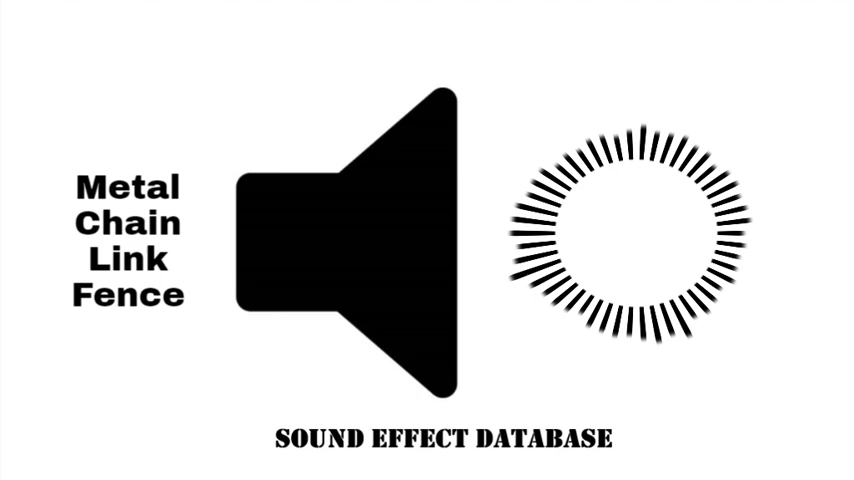 Metal
Chain
Link
Fence
SOUND EFFECT DATABASE